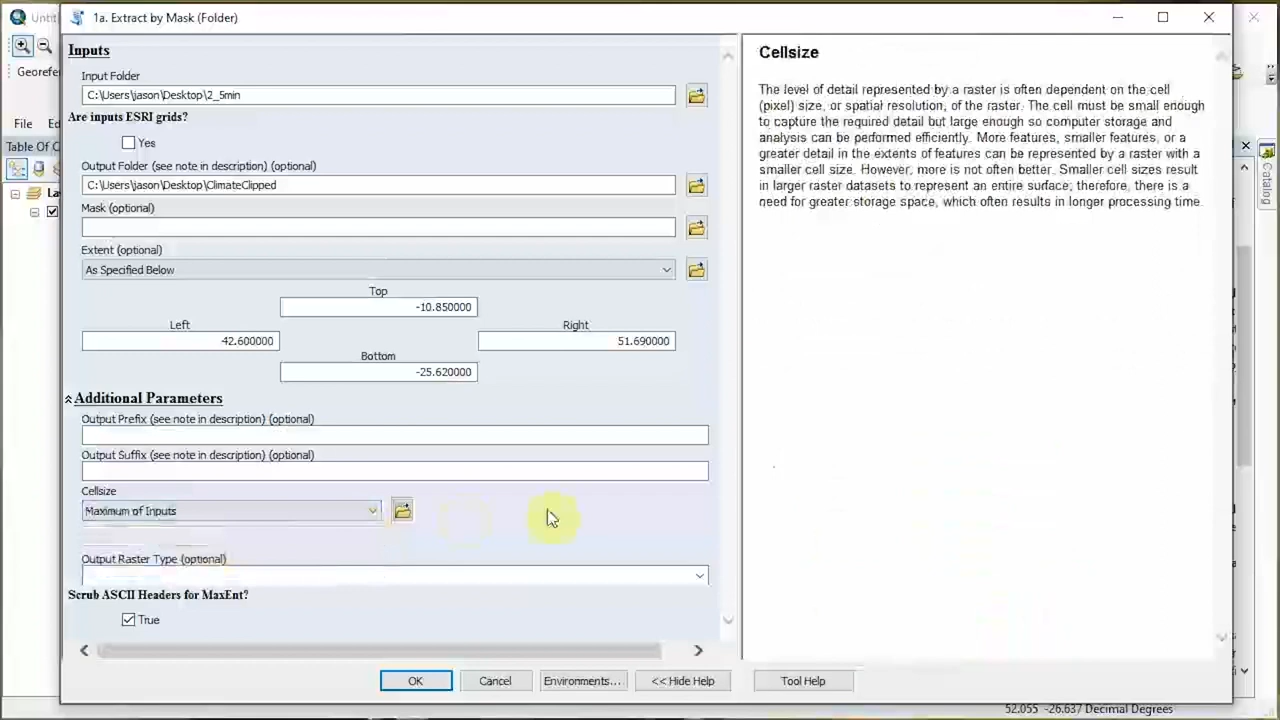 Unti
1a. Extract by Mask (Folder)
Georefer
File Ed
Table Of C
La
Inputs
Input Folder
C:\Users\jason\Desktop\2_5min
Are inputs ESRI grids?
Yes
Output Folder (see note in description) (optional)
C:\Users\jason\Desktop\ClimateClipped
Mask (optional)
Extent (optional)
As Specified Below
Top
-10.850000
Left
Right
42.600000
51.690000
Bottom
-25.620000
Additional Parameters
Output Prefix (see note in description) (optional)
Output Suffix (see note in description) (optional)
Cellsize
Maximum of Inputs
Output Raster Type (optional)
Scrub ASCII Headers for MaxEnt?
True
OK
Cancel
Environments...
<< Hide Help
Tool Help
Cellsize
The level of detail represented by a raster is often dependent on the cell
(pixel) size, or spatial resolution, of the raster. The cell must be small enough
to capture the required detail but large enough so computer storage and
analysis can be performed efficiently. More features, smaller features, or a
greater detail in the extents of features can be represented by a raster with a
smaller cell size. However, more is not often better. Smaller cell sizes result
in larger raster datasets to represent an entire surface; therefore, there is a
need for greater storage space, which often results in longer processing time.
Catalog
52.055 -26.637 Decimal Degrees